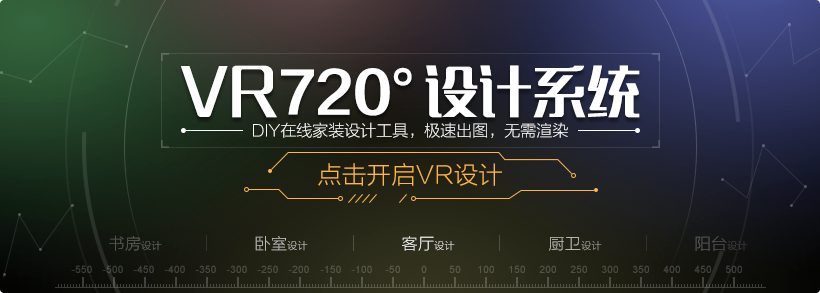 VR720° 设计系统
DIY在线家装设计工具，极速出图，无需渲染
点击开启VR设计
书房设计 卧室设计 客厅设计 厨卫设计 阳台设计
-550 -500 -450 -400 -350 -300 -250 -200 -150 -100 -50 0 50 100 150 200 250 300 350 400 450 500